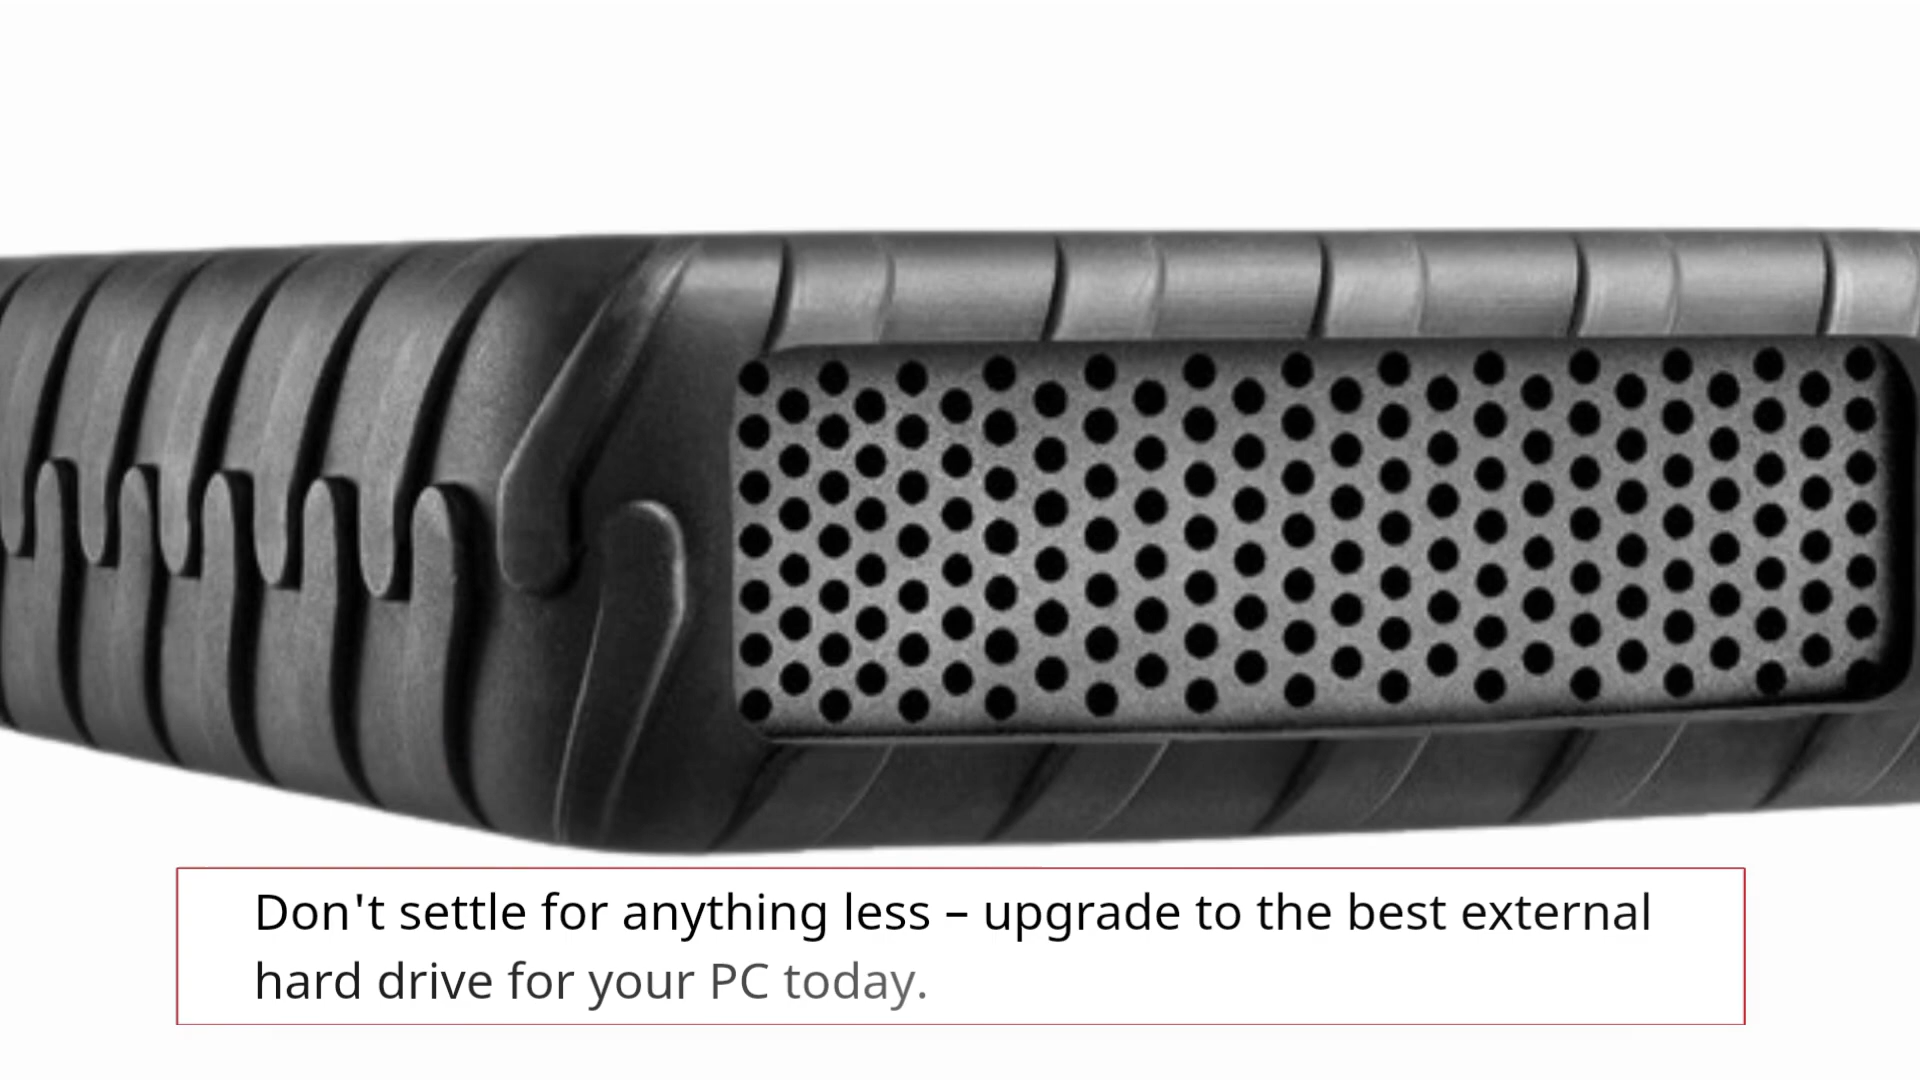 Don't settle for anything less – upgrade to the best external
hard drive for your PC today.